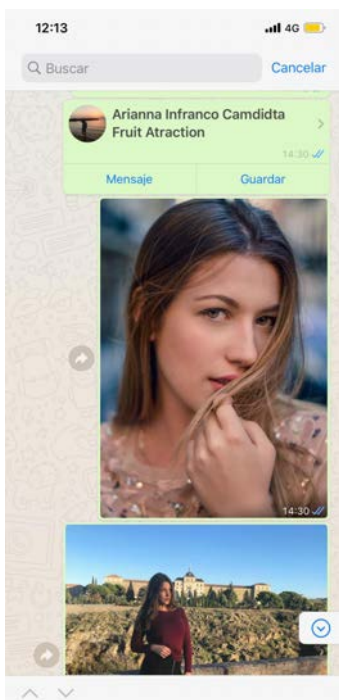 12:13
4G
Buscar
Cancelar
Arianna Infranco Camdidta
Fruit Atraction
14:30
Mensaje
Guardar
14:30